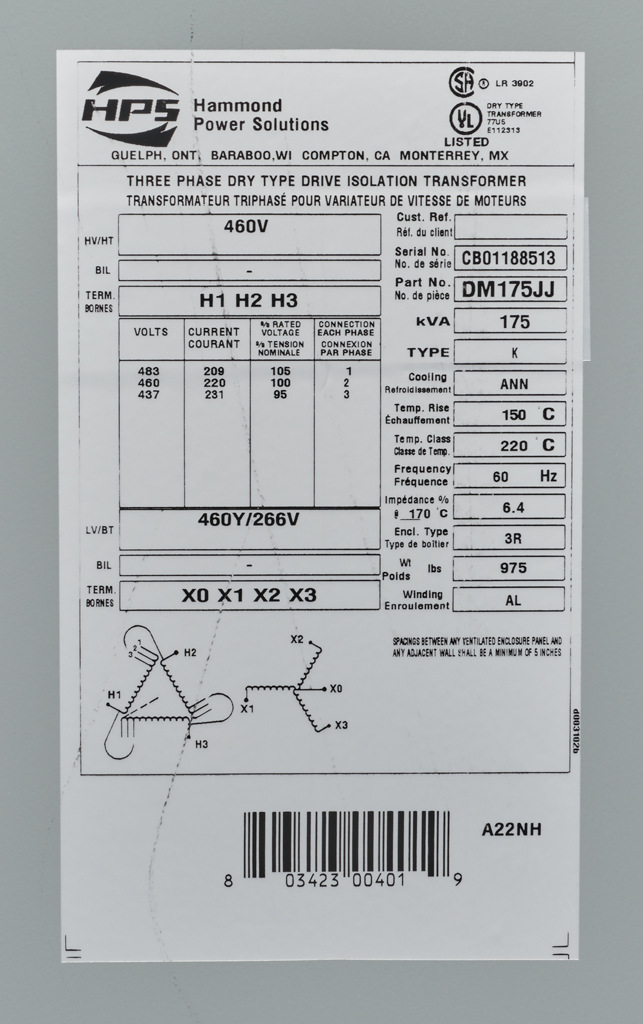 HPS
Hammond
Power Solutions
SA
LR 3902
UL
DRY TYPE
TRANSFORMER
77U5
E112313
LISTED
GUELPH, ONT, BARABOO,WI COMPTON, CA MONTERREY, MX
THREE PHASE DRY TYPE DRIVE ISOLATION TRANSFORMER
TRANSFORMATEUR TRIPHASÉ POUR VARIATEUR DE VITESSE DE MOTEURS
HV/HT 460V
BIL -
TERM.
BORNES
H1 H2 H3
VOLTS CURRENT COURANT % RATED VOLTAGE % TENSION NOMINALE CONNECTION EACH PHASE CONNEXION PAR PHASE
483 209 105 1
460 220 100 2
437 231 95 3
LV/BT 460Y/266V
BIL -
TERM.
BORNES
X0 X1 X2 X3
Cust. Ref.
Réf. du client
Serial No.
No. de série
CB01188513
Part No.
No. de pièce
DM175JJ
kVA 175
TYPE K
Cooling
Refroidissement
ANN
Temp. Rise
Échauffement
150 C
Temp. Class
Classe de Temp.
220 C
Frequency
Fréquence
60 Hz
Impédance %
@ 170 °C
6.4
Encl. Type
Type de boîtier
3R
Wt
Poids
lbs
975
Winding
Enroulement
AL
1
2
3
H2
H1
H3
X2
X0
X1
X3
SPACINGS BETWEEN ANY VENTILATED ENCLOSURE PANEL AND
ANY ADJACENT WALL SHALL BE A MINIMUM OF 5 INCHES
d003102b
A22NH
8 03423 00401 9